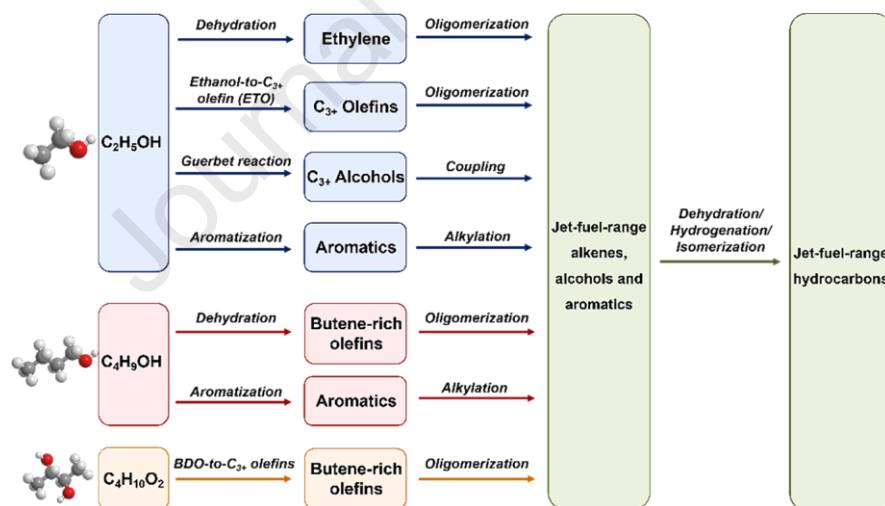 Dehydration
Ethylene
Oligomerization
Ethanol-to-C₃₊
olefin (ETO)
C₃₊ Olefins
Oligomerization
C₂H₅OH
Guerbet reaction
C₃₊ Alcohols
Coupling
Aromatization
Aromatics
Alkylation
Dehydration
Butene-rich
olefins
Oligomerization
C₄H₉OH
Aromatization
Aromatics
Alkylation
C₄H₁₀O₂
BDO-to-C₃₊ olefins
Butene-rich
olefins
Oligomerization
Jet-fuel-range
alkenes,
alcohols and
aromatics
Dehydration/
Hydrogenation/
Isomerization
Jet-fuel-range
hydrocarbons
Journal